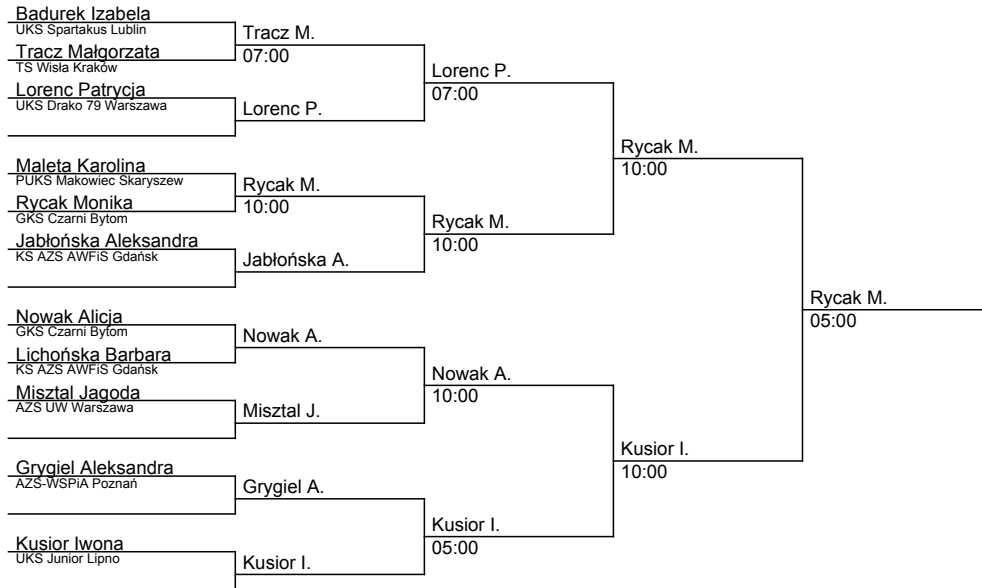 Badurek Izabela
UKS Spartakus Lublin
Tracz Małgorzata
TS Wisła Kraków
Lorenc Patrycja
UKS Drako 79 Warszawa
Maleta Karolina
PUKS Makowiec Skaryszew
Rycak Monika
GKS Czarni Bytom
Jabłońska Aleksandra
KS AZS AWFiS Gdańsk
Nowak Alicja
GKS Czarni Bytom
Lichońska Barbara
KS AZS AWFiS Gdańsk
Misztal Jagoda
AZS UW Warszawa
Grygiel Aleksandra
AZS-WSPiA Poznań
Kusior Iwona
UKS Junior Lipno
Tracz M.
07:00
Lorenc P.
Rycak M.
10:00
Jabłońska A.
Nowak A.
Misztal J.
Grygiel A.
Kusior I.
Lorenc P.
07:00
Rycak M.
10:00
Nowak A.
10:00
Kusior I.
05:00
Rycak M.
10:00
Kusior I.
10:00
Rycak M.
05:00